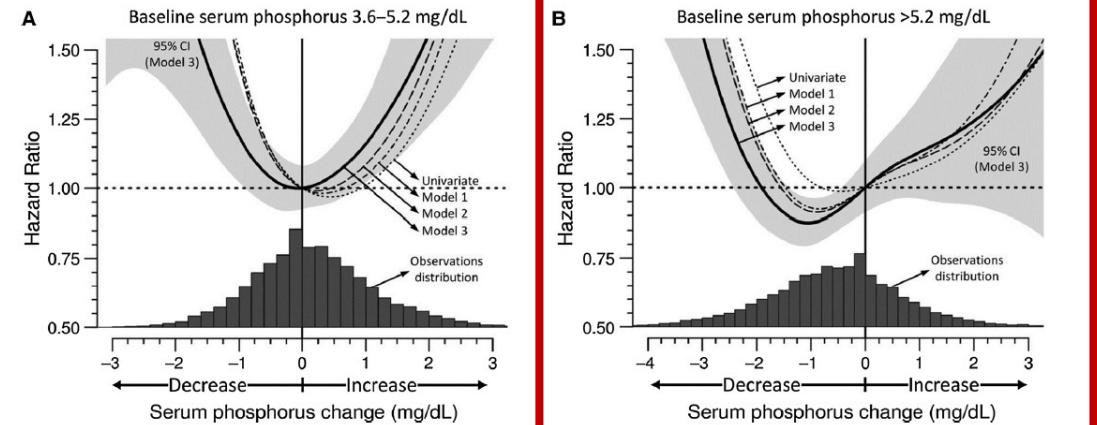 A
Baseline serum phosphorus 3.6–5.2 mg/dL
1.50
1.25
1.00
0.75
0.50
Hazard Ratio
95% CI
(Model 3)
Univariate
Model 1
Model 2
Model 3
Observations
distribution
−3 −2 −1 0 1 2 3
Decrease Increase
Serum phosphorus change (mg/dL)
B
Baseline serum phosphorus >5.2 mg/dL
1.50
1.25
1.00
0.75
0.50
Hazard Ratio
Univariate
Model 1
Model 2
Model 3
95% CI
(Model 3)
Observations
distribution
−4 −3 −2 −1 0 1 2 3
Decrease Increase
Serum phosphorus change (mg/dL)